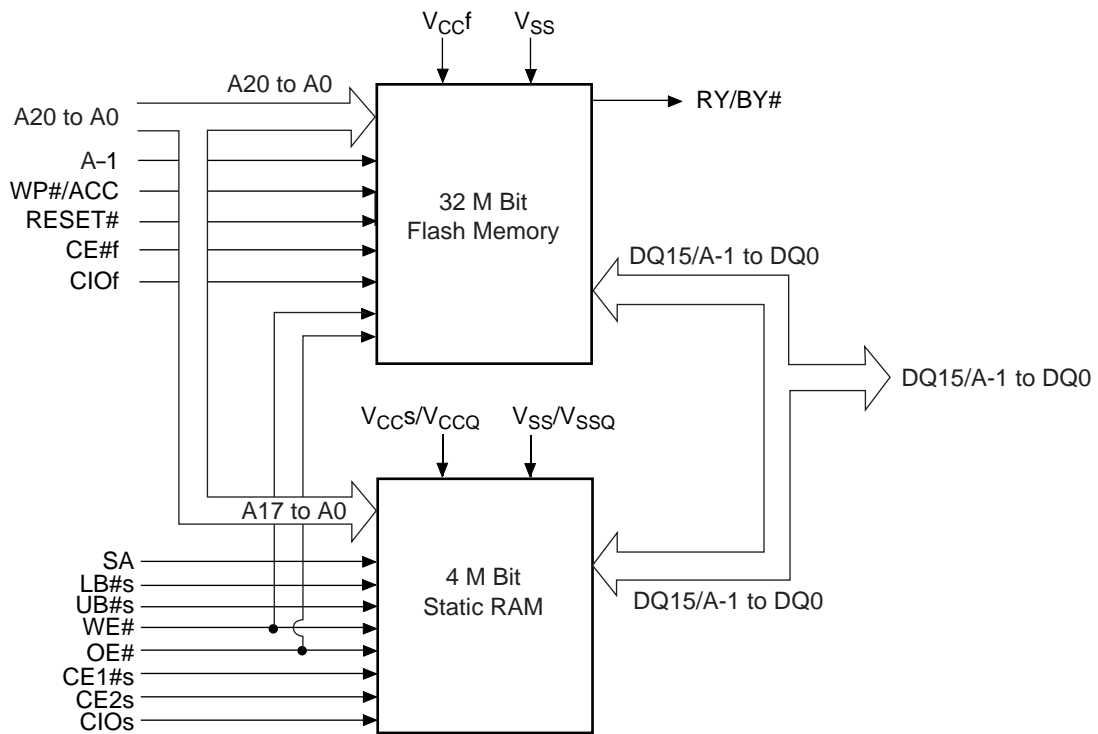 VCCf
VSS
A20 to A0
A20 to A0
RY/BY#
A–1
WP#/ACC
RESET#
CE#f
CIOf
32 M Bit
Flash Memory
DQ15/A-1 to DQ0
DQ15/A-1 to DQ0
VCCs/VCCQ
VSS/VSSQ
A17 to A0
SA
LB#s
UB#s
WE#
OE#
CE1#s
CE2s
CIOs
4 M Bit
Static RAM
DQ15/A-1 to DQ0